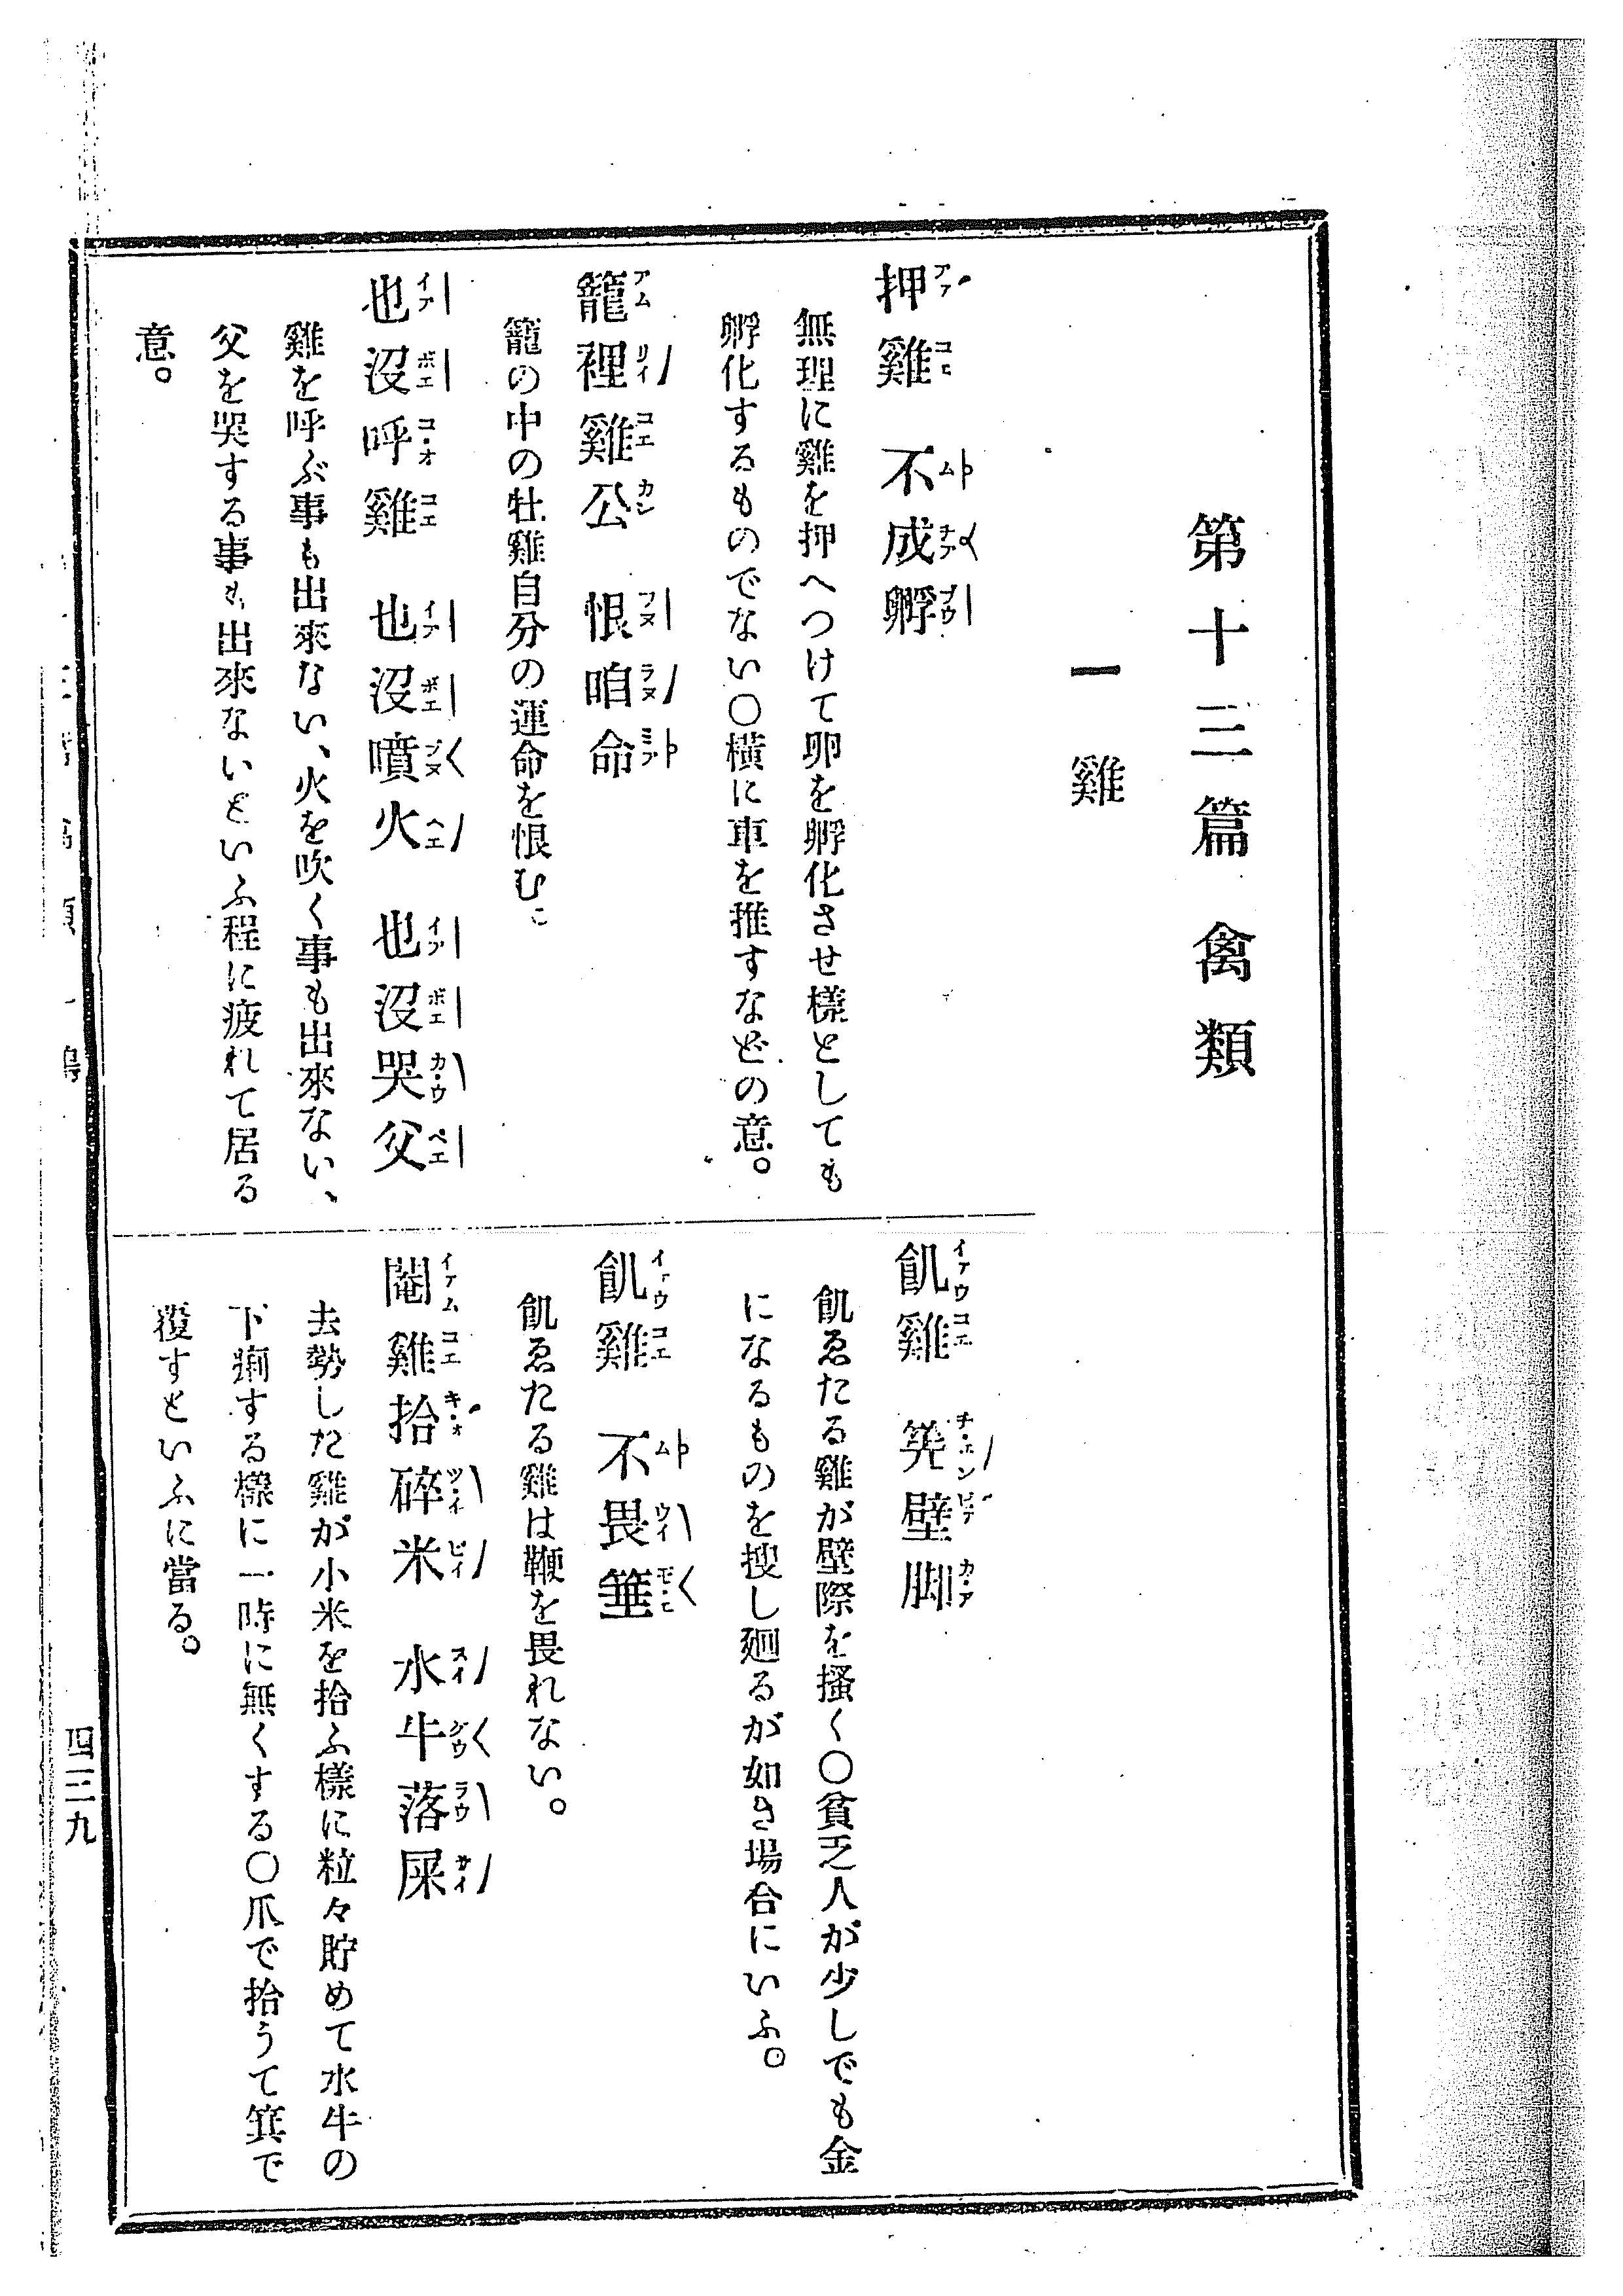 第十三篇 禽類
一 雞
押雞 不成孵
無理に雞を押へつけて卵を孵化させ樣としても
孵化するものでない〇橫に車を推すなどの意。
籠裡雞公 恨咱命
籠の中の牡雞自分の運命を恨む。
也沒呼雞 也沒噴火 也沒哭父
雞を呼ぶ事も出來ない、火を吹く事も出來ない、
父を哭する事も出來ないといふ程に疲れて居る
意。
飢雞 筅壁脚
飢ゑたる雞が壁際を搔く〇貧乏人が少しでも金
になるものを搜し廻るが如き場合にいふ。
飢雞 不畏箠
飢ゑたる雞は鞭を畏れない。
閹雞拾碎米 水牛落屎
去勢した雞が小米を拾ふ樣に粒々貯めて水牛の
下痢する樣に一時に無くする〇爪で拾うて箕で
覆すといふに當る。
四三九